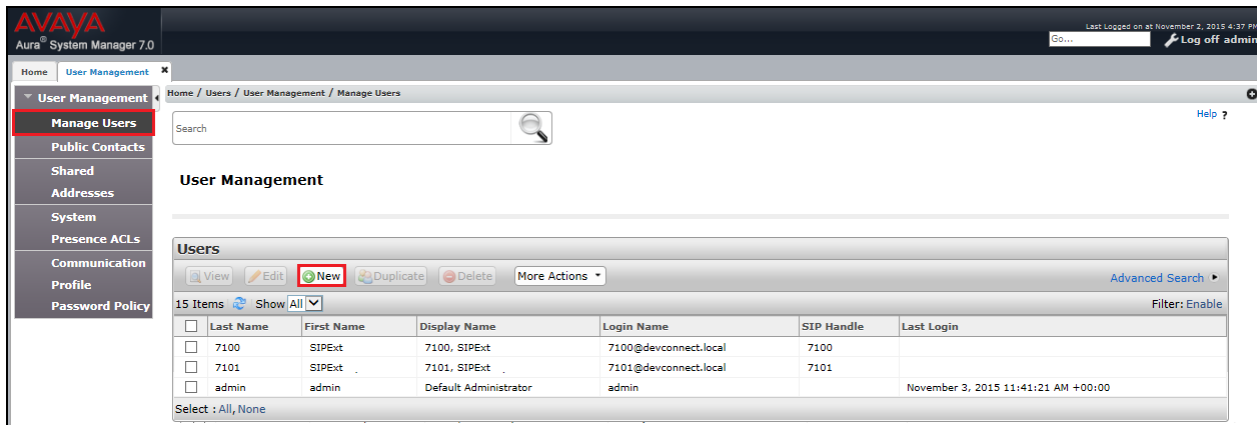 AVAYA
Aura® System Manager 7.0
Last Logged on at November 2, 2015 4:37 PM
Go...
Log off admin
Home
User Management
User Management
Home / Users / User Management / Manage Users
Manage Users
Public Contacts
Shared
Addresses
System
Presence ACLs
Communication
Profile
Password Policy
Help ?
Search
User Management
Users
View Edit New Duplicate Delete More Actions
Advanced Search
15 Items Show All
Filter: Enable
Last Name First Name Display Name Login Name SIP Handle Last Login
7100 SIPExt 7100, SIPExt 7100@devconnect.local 7100
7101 SIPExt 7101, SIPExt 7101@devconnect.local 7101
admin admin Default Administrator admin November 3, 2015 11:41:21 AM +00:00
Select : All, None